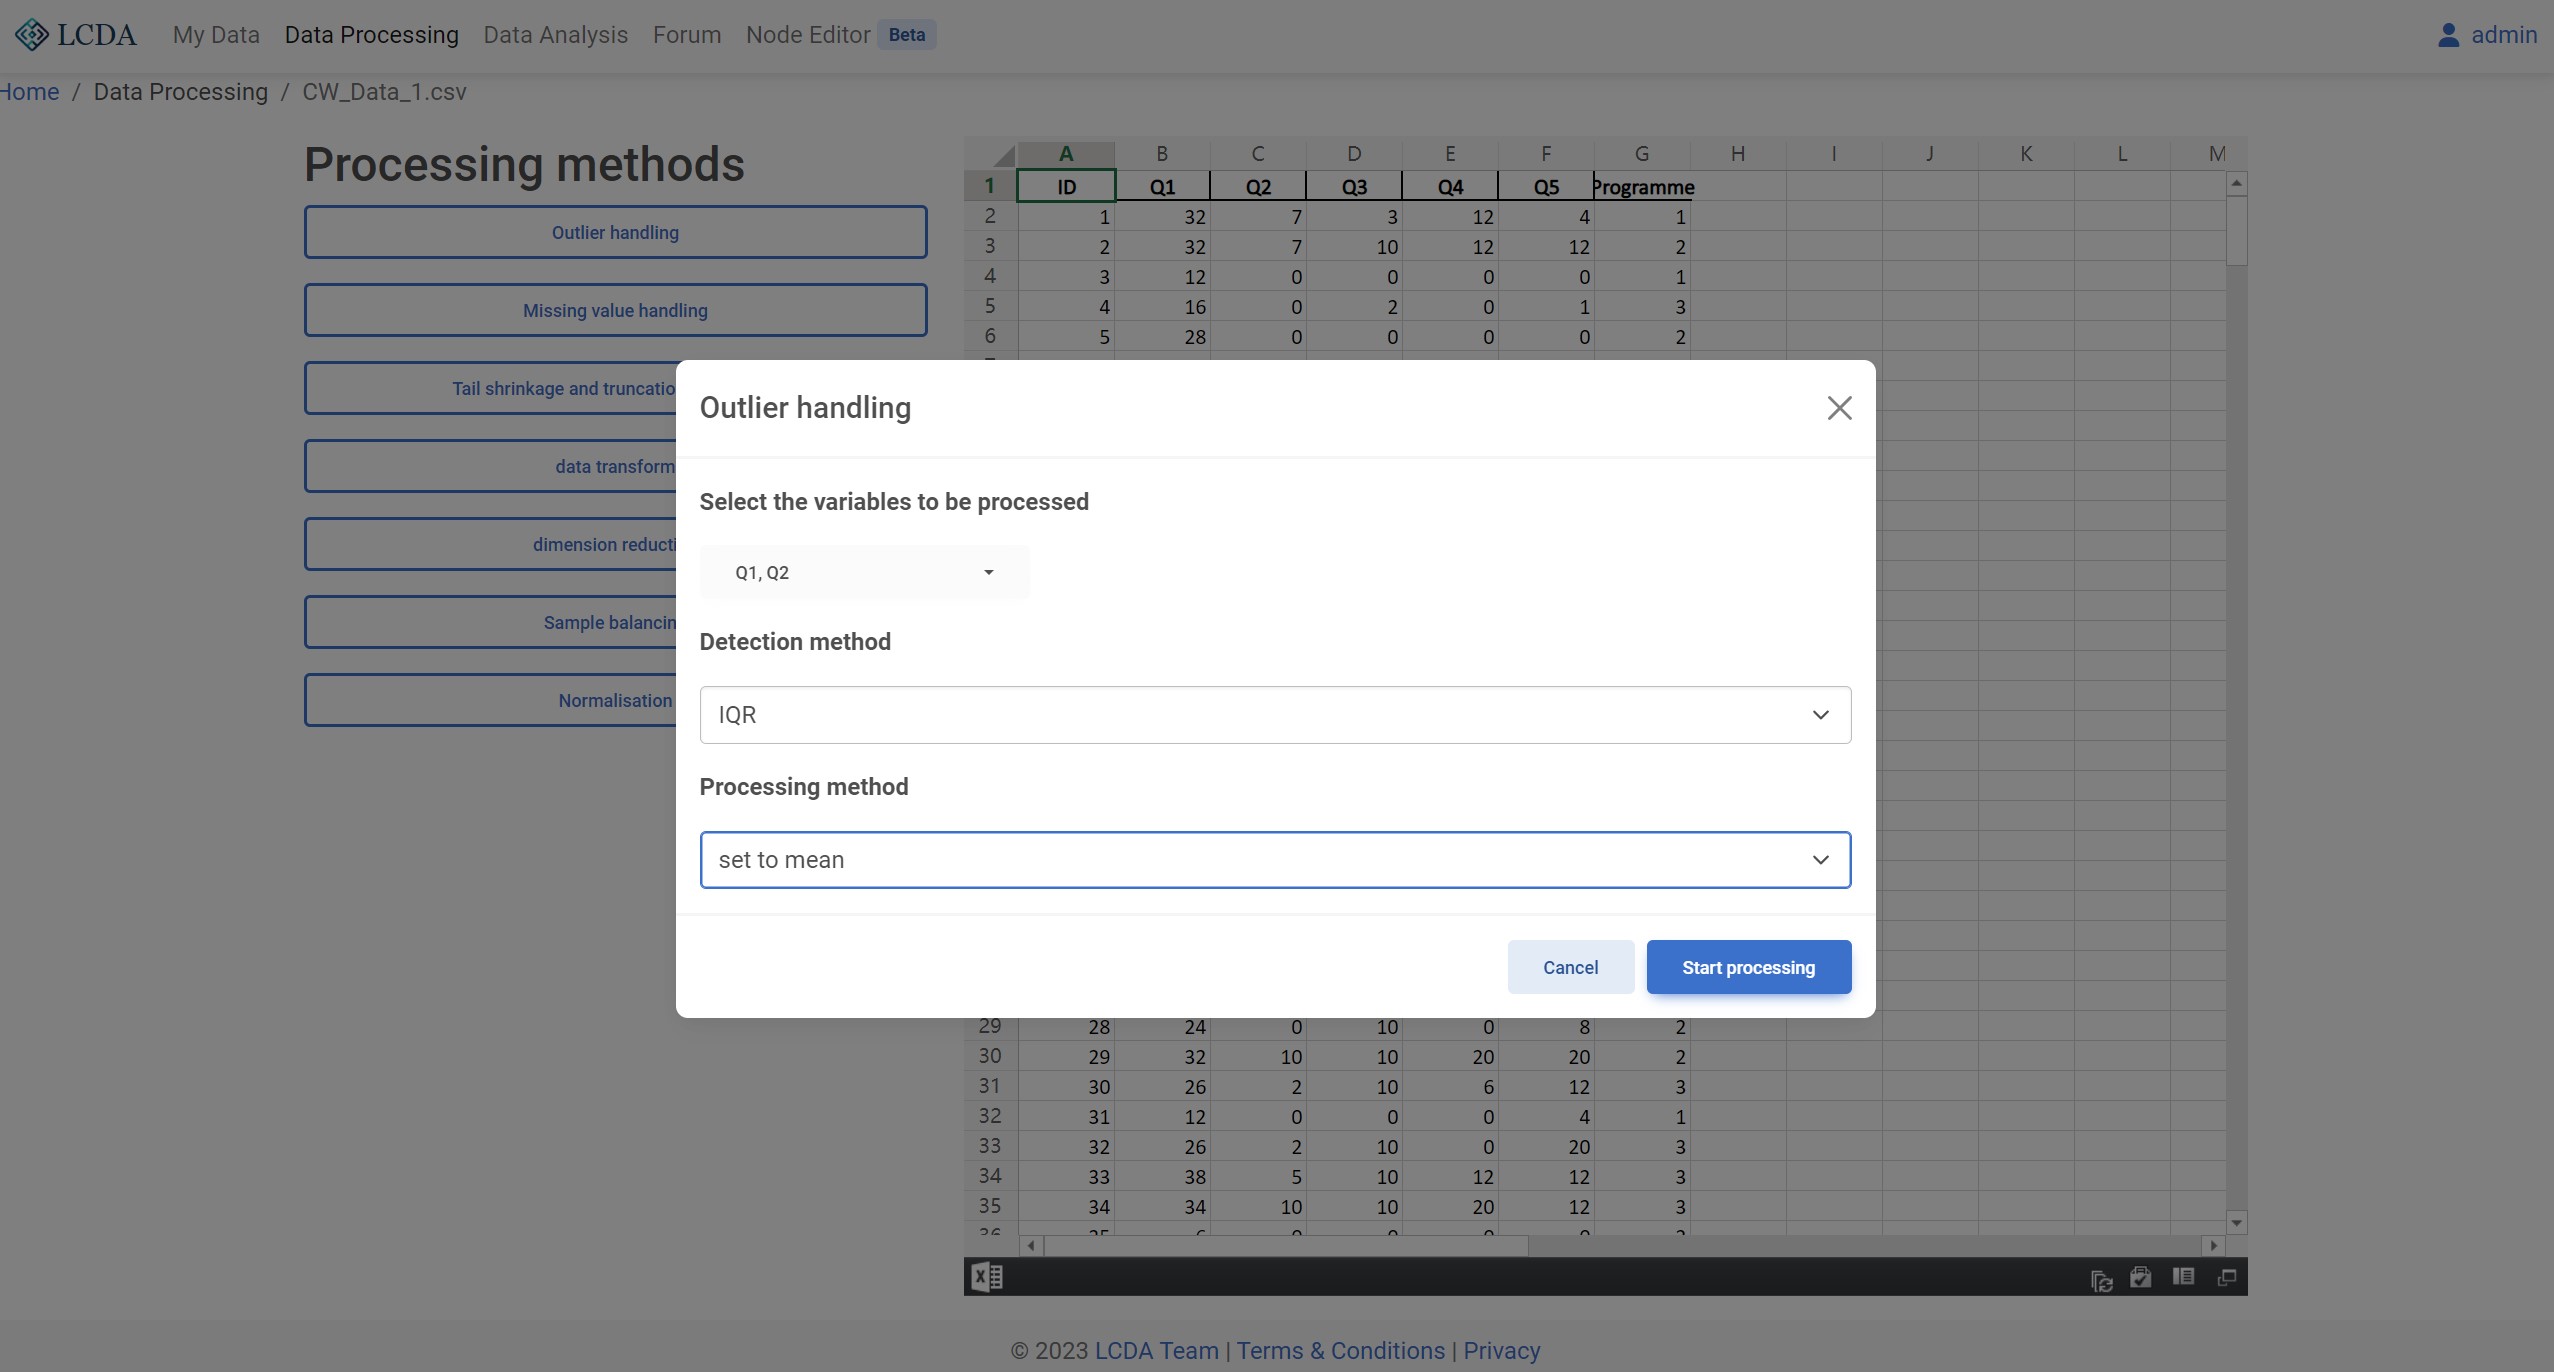 LCDA My Data Data Processing Data Analysis Forum Node Editor Beta admin
Home / Data Processing / CW_Data_1.csv
Processing methods
Outlier handling
Missing value handling
Tail shrinkage and truncatio
data transform
dimension reducti
Sample balancin
Normalisation
A B C D E F G H I J K L M
1 ID Q1 Q2 Q3 Q4 Q5 Programme
2 1 32 7 3 12 4 1
3 2 32 7 10 12 12 2
4 3 12 0 0 0 0 1
5 4 16 0 2 0 1 3
6 5 28 0 0 0 0 2
Outlier handling
Select the variables to be processed
Q1, Q2
Detection method
IQR
Processing method
set to mean
Cancel Start processing
29 28 24 0 10 0 8 2
30 29 32 10 10 20 20 2
31 30 26 2 10 6 12 3
32 31 12 0 0 0 4 1
33 32 26 2 10 0 20 3
34 33 38 5 10 12 12 3
35 34 34 10 10 20 12 3
© 2023 LCDA Team | Terms & Conditions | Privacy